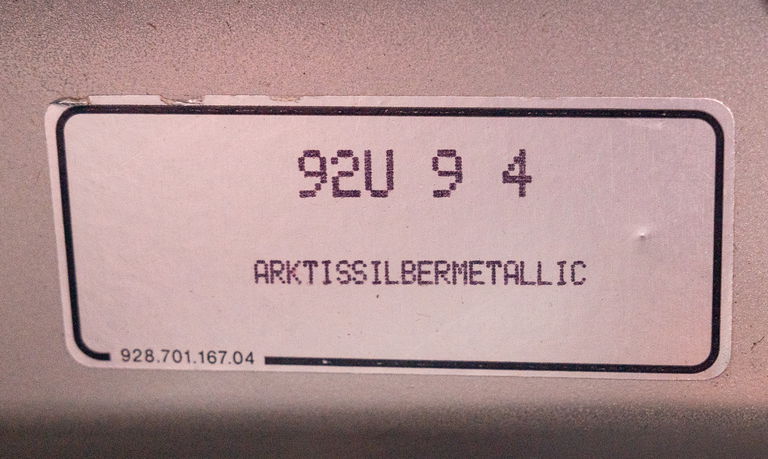 92U 9 4
ARKTISSILBERMETALLIC
928.701.167.04